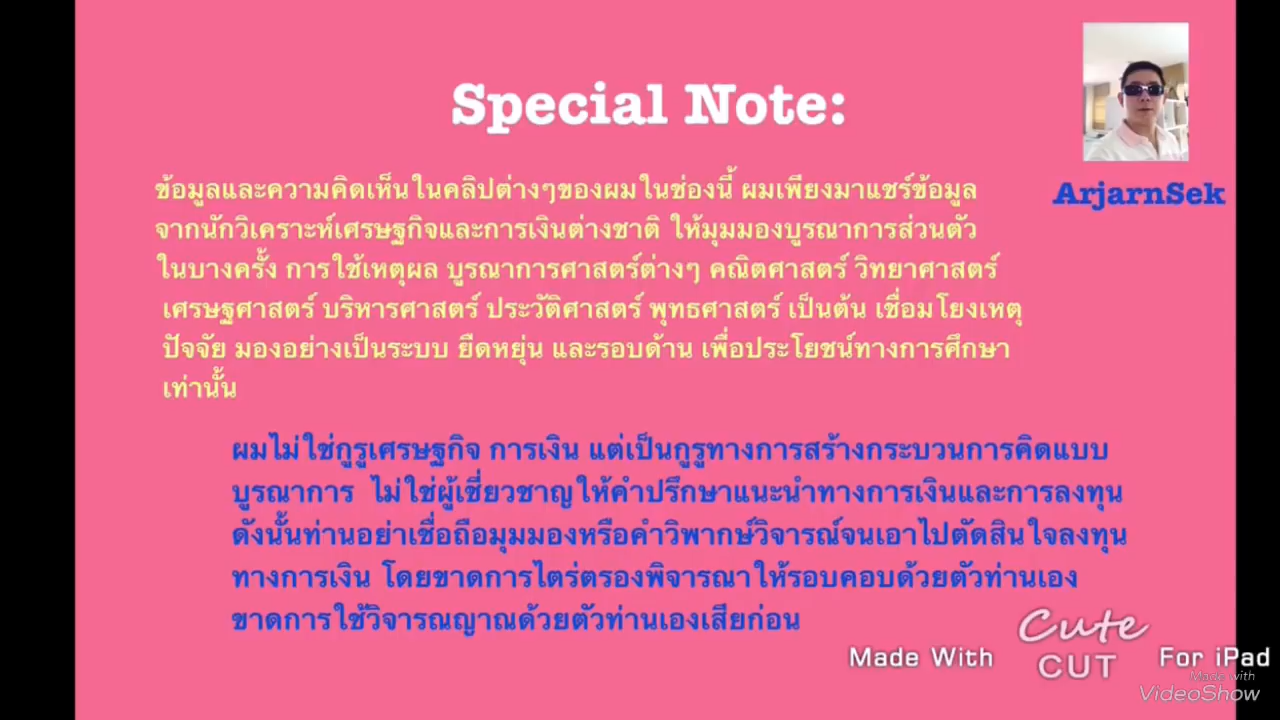 Special Note:
ArjarnSek
ข้อมูลและความคิดเห็นในคลิปต่างๆของผมในช่องนี้ ผมเพียงมาแชร์ข้อมูล
จากนักวิเคราะห์เศรษฐกิจและการเงินต่างชาติ ให้มุมมองบูรณาการส่วนตัว
ในบางครั้ง การใช้เหตุผล บูรณาการศาสตร์ต่างๆ คณิตศาสตร์ วิทยาศาสตร์
เศรษฐศาสตร์ บริหารศาสตร์ ประวัติศาสตร์ พุทธศาสตร์ เป็นต้น เชื่อมโยงเหตุ
ปัจจัย มองอย่างเป็นระบบ ยืดหยุ่น และรอบด้าน เพื่อประโยชน์ทางการศึกษา
เท่านั้น
ผมไม่ใช่กูรูเศรษฐกิจ การเงิน แต่เป็นกูรูทางการสร้างกระบวนการคิดแบบ
บูรณาการ ไม่ใช่ผู้เชี่ยวชาญให้คำปรึกษาแนะนำทางการเงินและการลงทุน
ดังนั้นท่านอย่าเชื่อถือมุมมองหรือคำวิพากษ์วิจารณ์จนเอาไปตัดสินใจลงทุน
ทางการเงิน โดยขาดการไตร่ตรองพิจารณาให้รอบคอบด้วยตัวท่านเอง
ขาดการใช้วิจารณญาณด้วยตัวท่านเองเสียก่อน
Made With Cute CUT For iPad
Made with
VideoShow